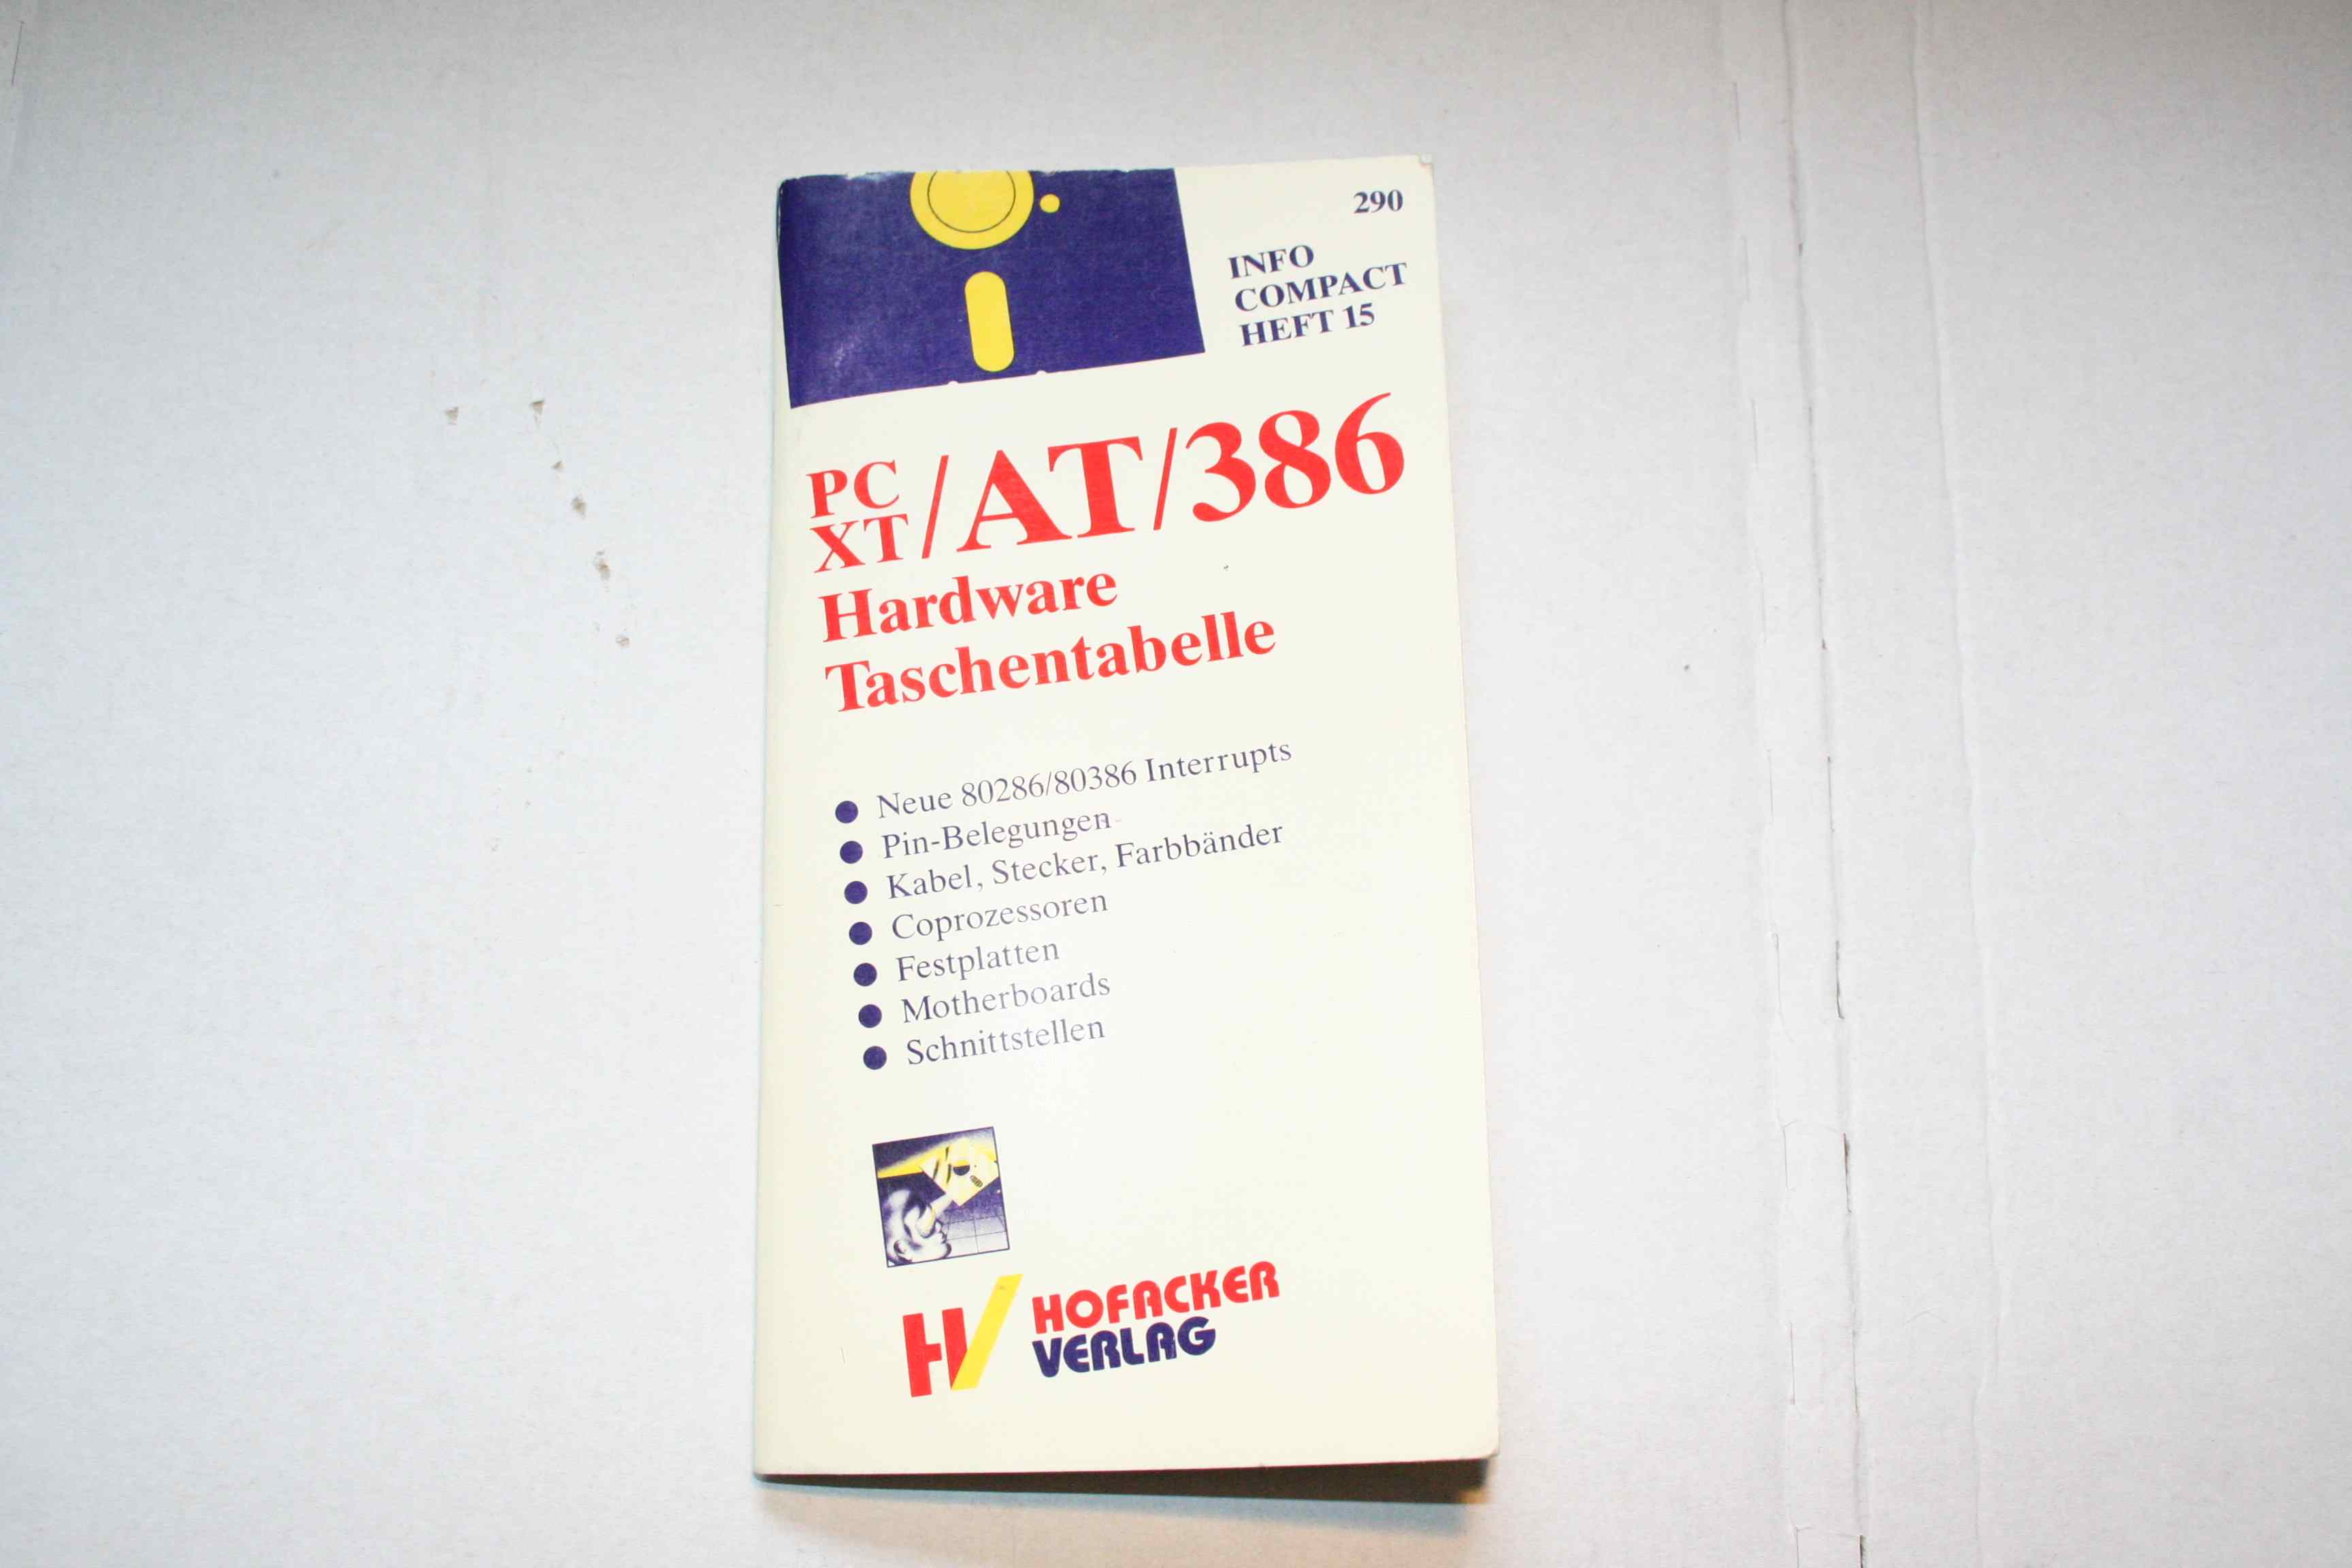 290
INFO
COMPACT
HEFT 15
PC
XT/AT/386
Hardware
Taschentabelle
● Neue 80286/80386 Interrupts
● Pin-Belegungen
● Kabel, Stecker, Farbbänder
● Coprozessoren
● Festplatten
● Motherboards
● Schnittstellen
HV HOFACKER
VERLAG